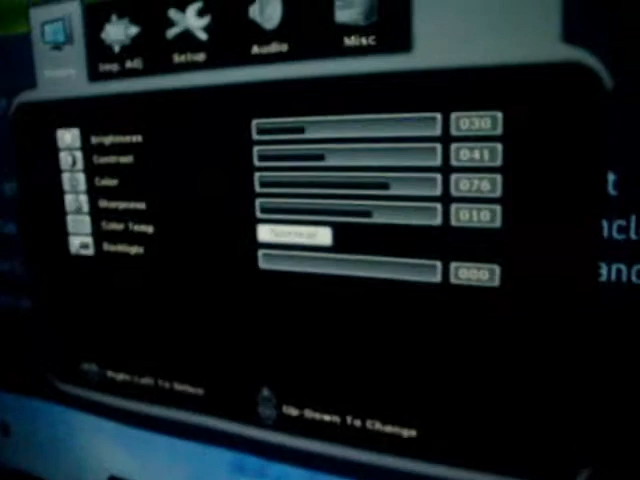 Setup
Audio
Misc
Brightness 030
Contrast 041
Color 076
Sharpness 010
Color Temp Normal
Backlight 000
Up-Down To Change